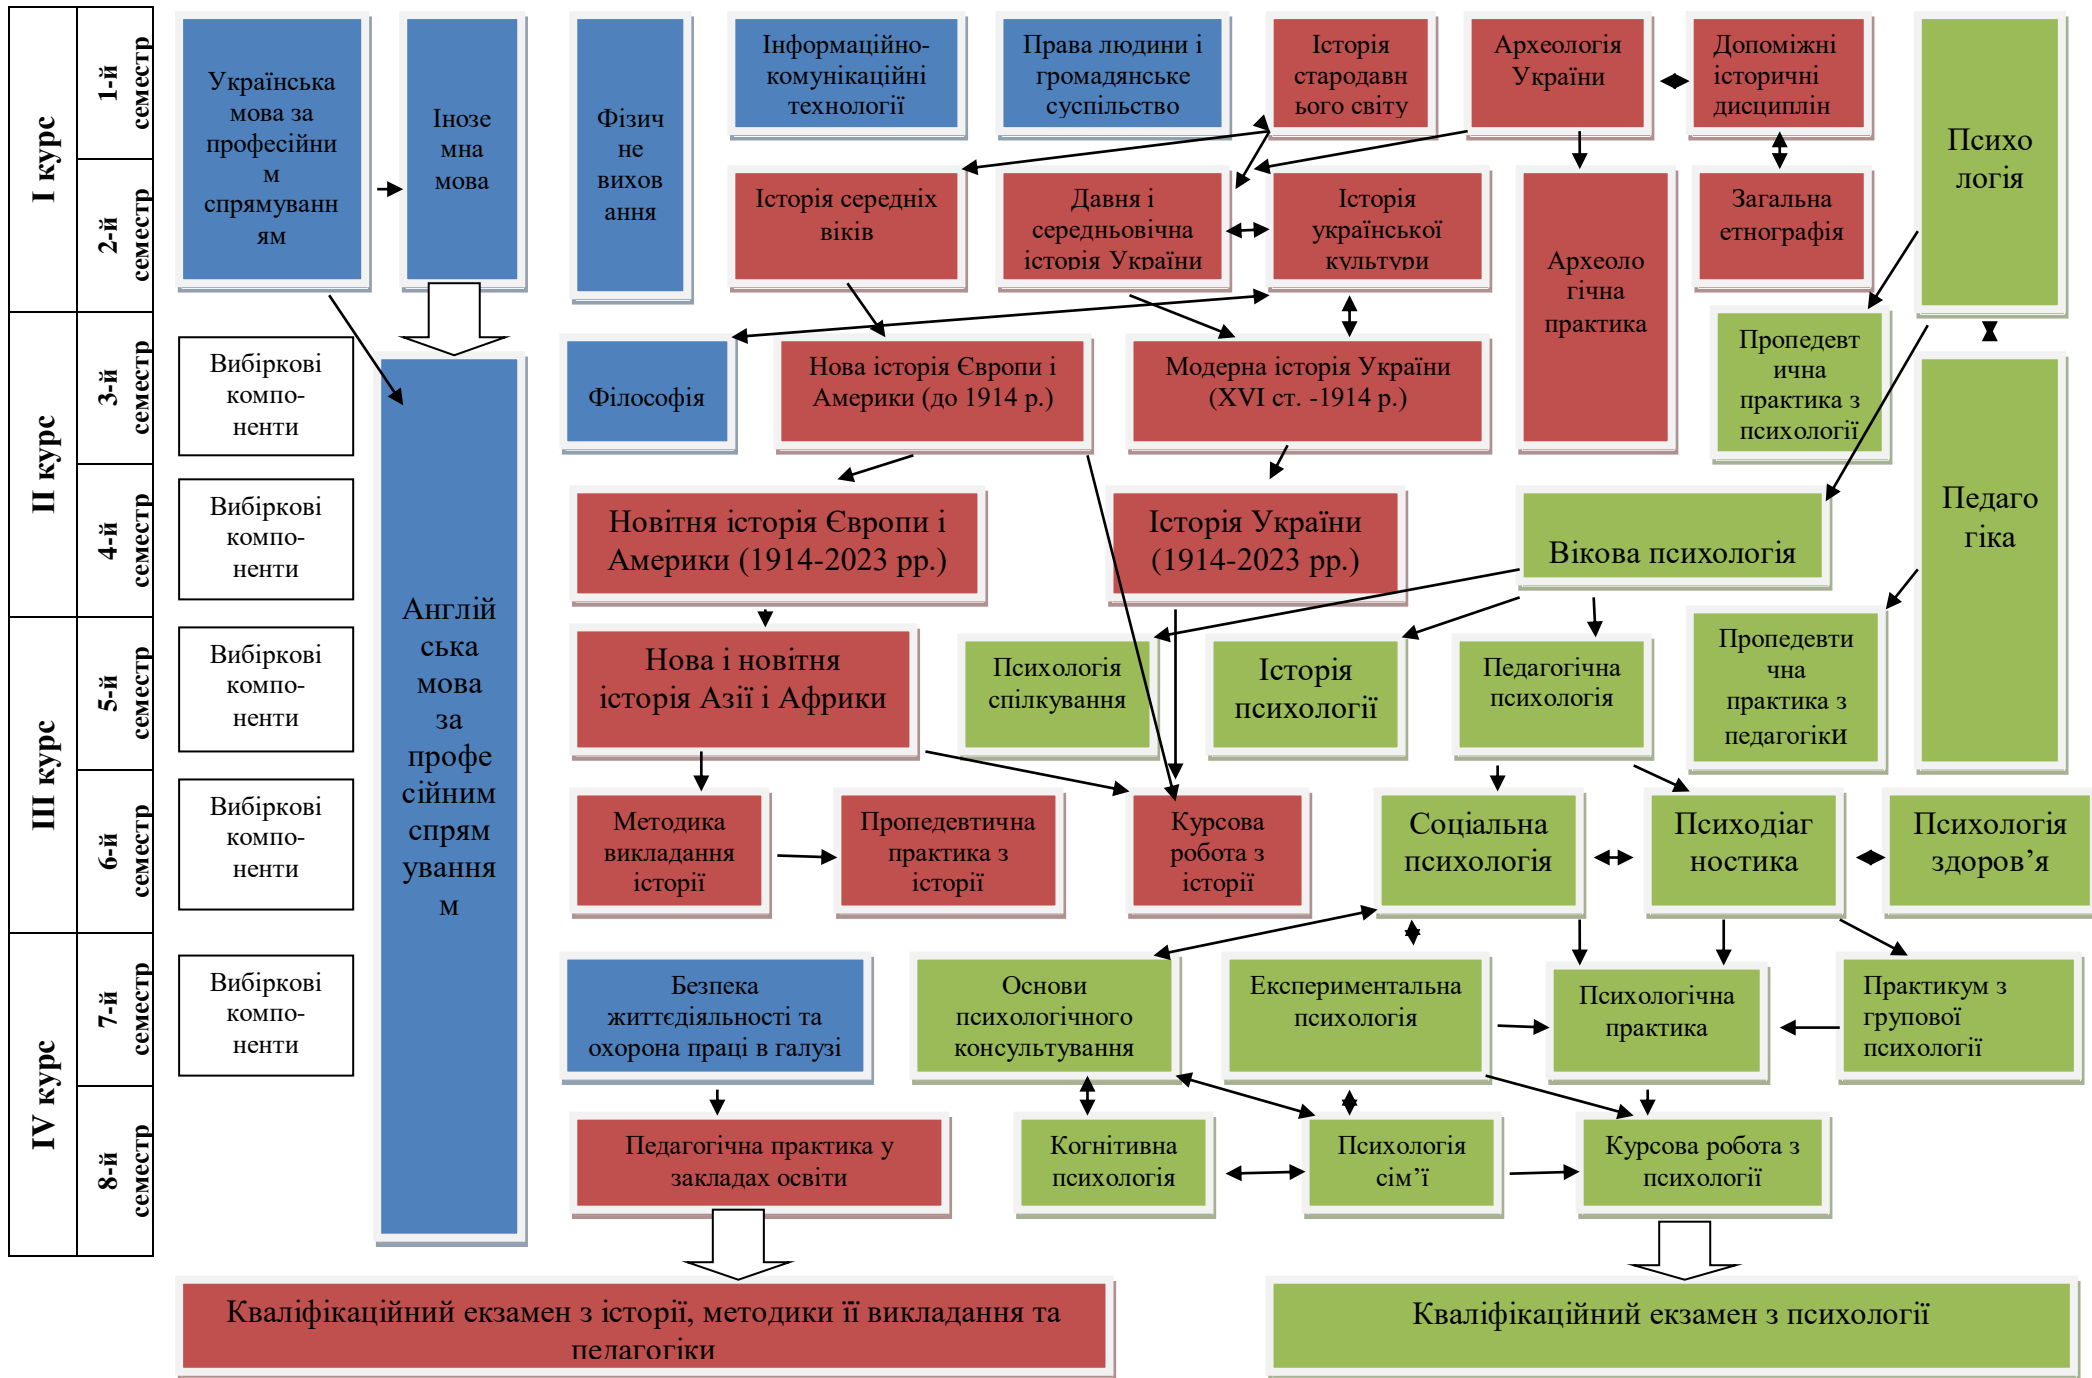 І курс
1-й
семестр
Українська
мова за
професійни
м
спрямуванн
ям
Інозе
мна
мова
Фізич
не
вихов
ання
Інформаційно-
комунікаційні
технології
Права людини і
громадянське
суспільство
Історія
стародавн
ього світу
Археологія
України
Допоміжні
історичні
дисциплін
Психо
логія
2-й
семестр
Історія середніх
віків
Давня і
середньовічна
історія України
Історія
української
культури
Археоло
гічна
практика
Загальна
етнографія
ІІ курс
3-й
семестр
Вибіркові
компо-
ненти
Англій
ська
мова
за
профе
сійним
спрям
ування
м
Філософія
Нова історія Європи і
Америки (до 1914 р.)
Модерна історія України
(XVI ст. -1914 р.)
Пропедевт
ична
практика з
психології
Педаго
гіка
4-й
семестр
Вибіркові
компо-
ненти
Новітня історія Європи і
Америки (1914-2023 рр.)
Історія України
(1914-2023 рр.)
Вікова психологія
ІІІ курс
5-й
семестр
Вибіркові
компо-
ненти
Нова і новітня
історія Азії і Африки
Психологія
спілкування
Історія
психології
Педагогічна
психологія
Пропедевти
чна
практика з
педагогіки
6-й
семестр
Вибіркові
компо-
ненти
Методика
викладання
історії
Пропедевтична
практика з
історії
Курсова
робота з
історії
Соціальна
психологія
Психодіаг
ностика
Психологія
здоров’я
IV курс
7-й
семестр
Вибіркові
компо-
ненти
Безпека
життєдіяльності та
охорона праці в галузі
Основи
психологічного
консультування
Експериментальна
психологія
Психологічна
практика
Практикум з
групової
психології
8-й
семестр
Педагогічна практика у
закладах освіти
Когнітивна
психологія
Психологія
сім’ї
Курсова робота з
психології
Кваліфікаційний екзамен з історії, методики її викладання та
педагогіки
Кваліфікаційний екзамен з психології